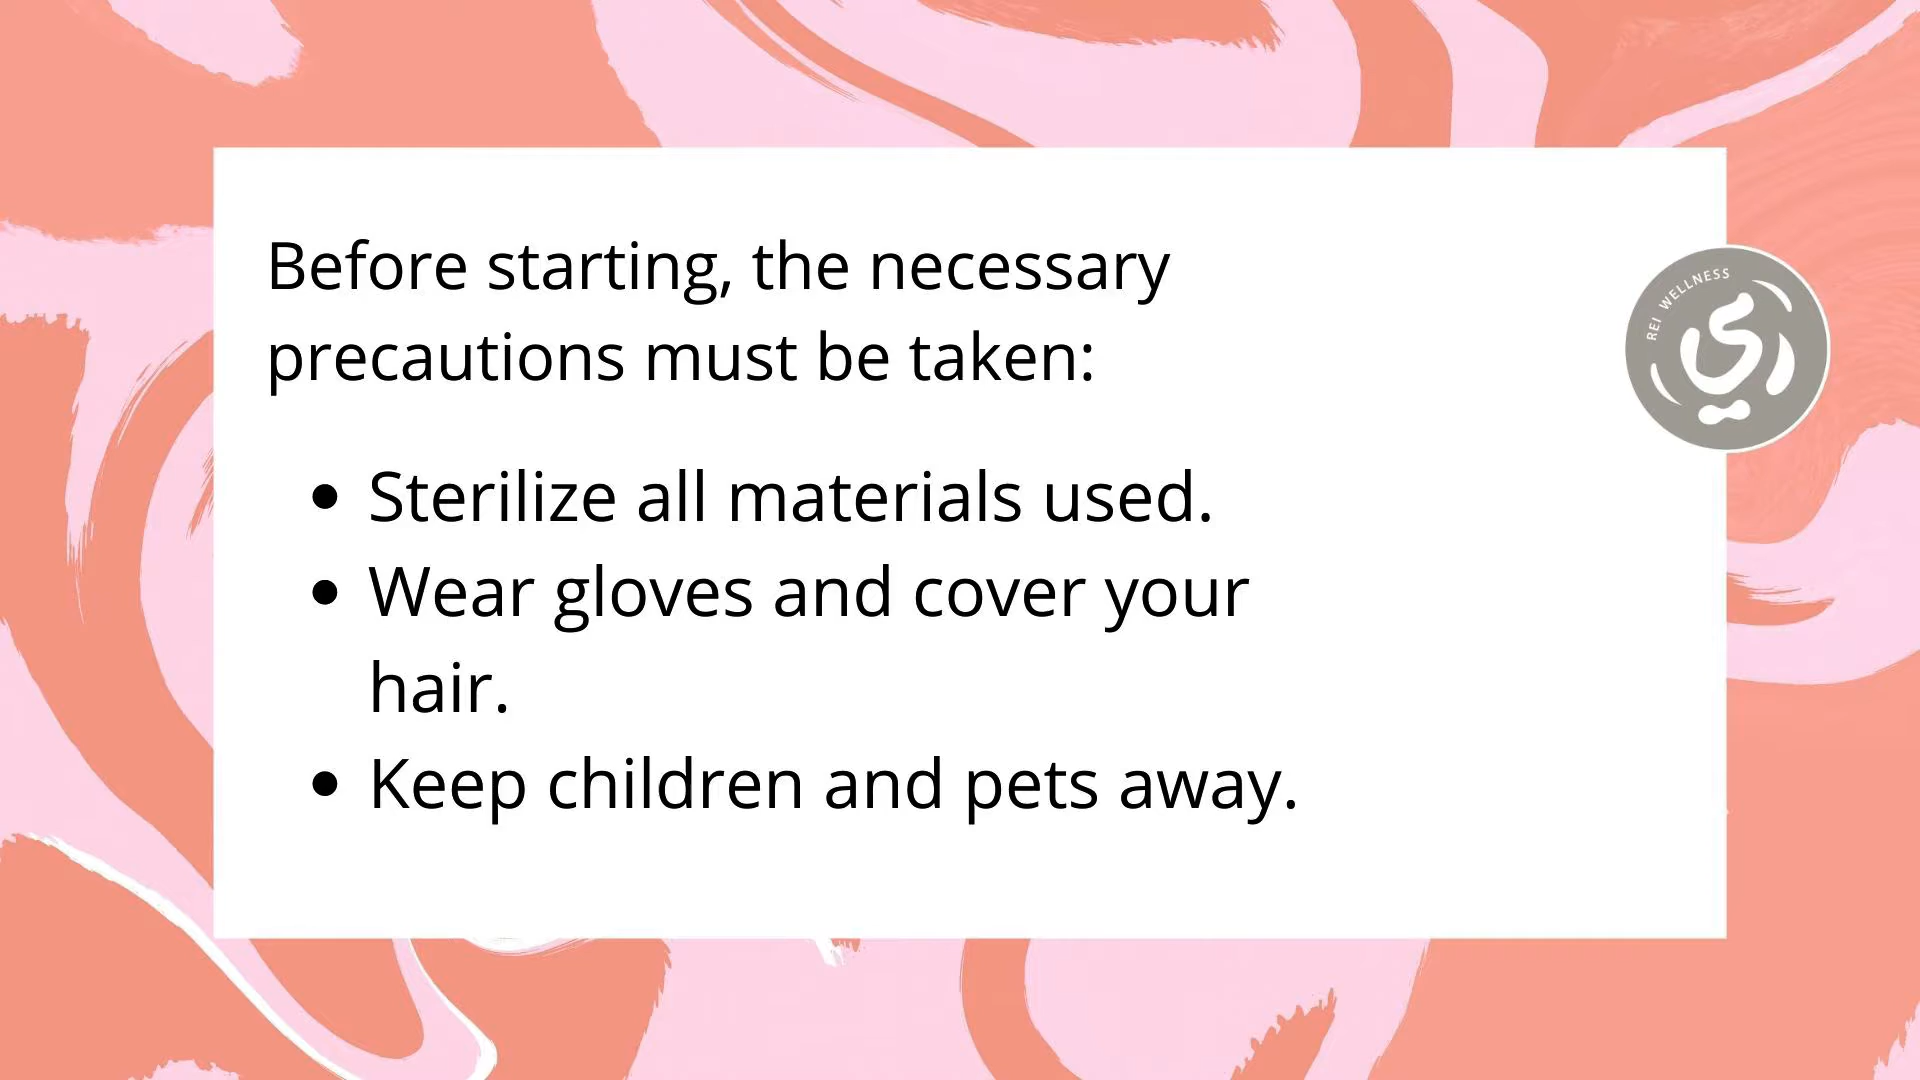 Before starting, the necessary
precautions must be taken:
• Sterilize all materials used.
• Wear gloves and cover your
hair.
• Keep children and pets away.
REI WELLNESS
ري